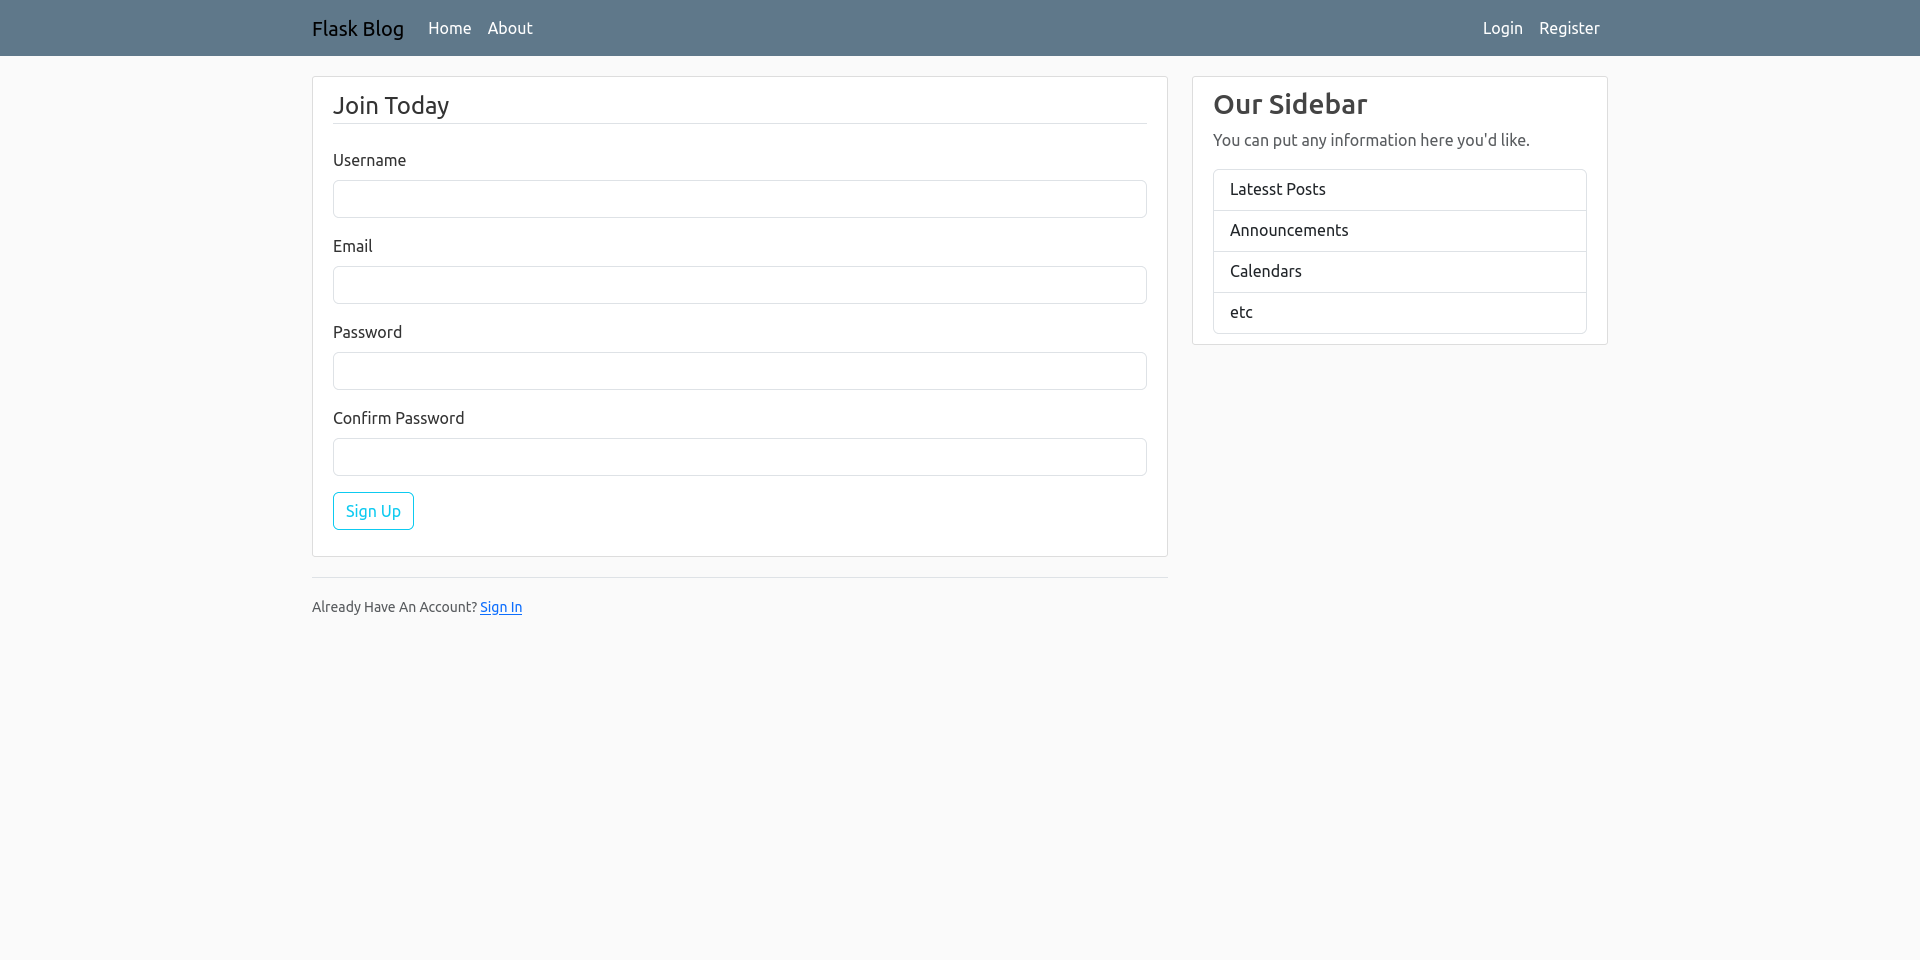 Flask Blog Home About Login Register
Join Today
Username
Email
Password
Confirm Password
Sign Up
Already Have An Account? Sign In
Our Sidebar
You can put any information here you'd like.
Latesst Posts
Announcements
Calendars
etc